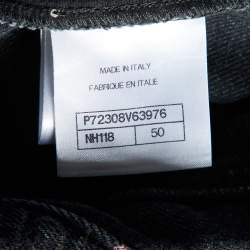 MADE IN ITALY
FABRIQUE EN ITALIE
P72308V63976
NH118 50